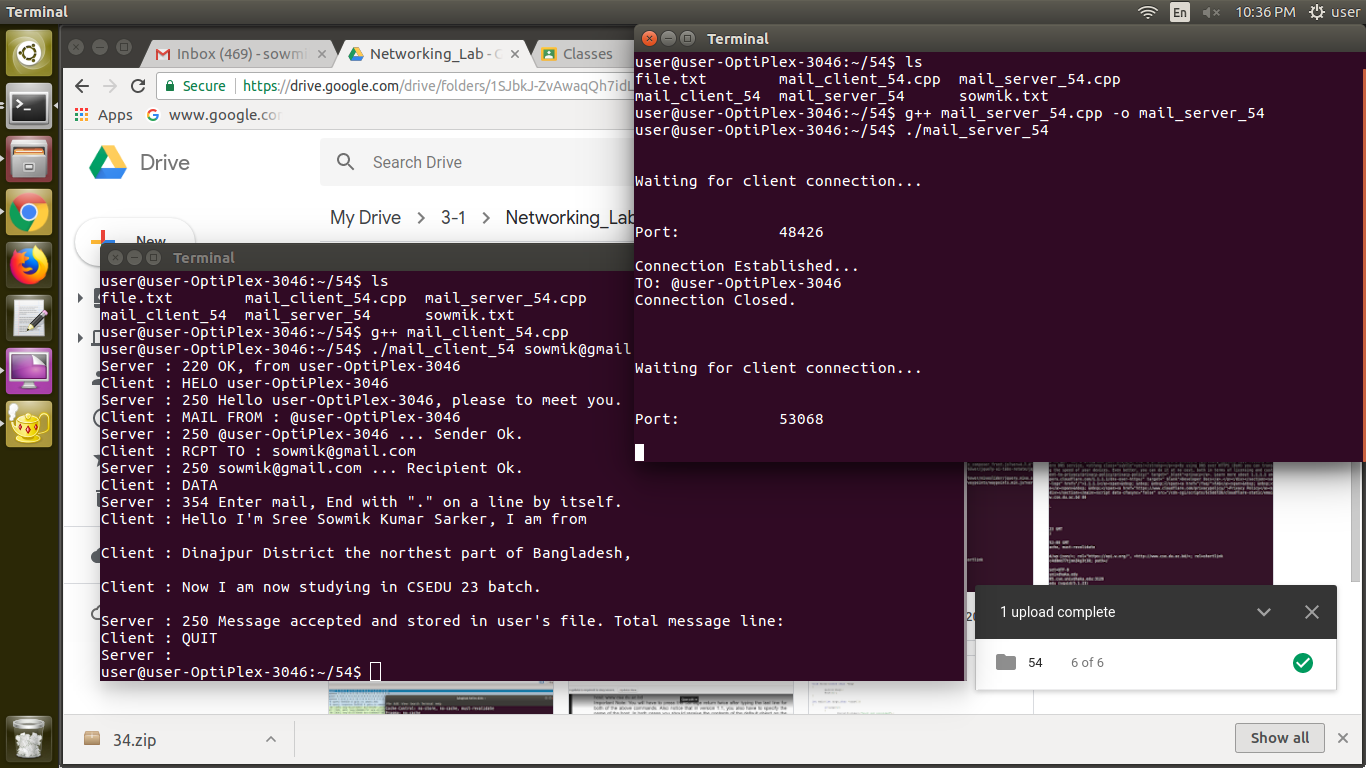 Terminal
En
10:36 PM
user
Inbox (469) - sowmi
Networking_Lab - G
Classes
Secure
https://drive.google.com/drive/folders/1SJbkJ-ZvAwaqQh7idL
Apps
www.google.co
Drive
Search Drive
My Drive
3-1
Networking_Lab
New
Terminal
user@user-OptiPlex-3046:~/54$ ls
file.txt mail_client_54.cpp mail_server_54.cpp
mail_client_54 mail_server_54 sowmik.txt
user@user-OptiPlex-3046:~/54$ g++ mail_server_54.cpp -o mail_server_54
user@user-OptiPlex-3046:~/54$ ./mail_server_54
Waiting for client connection...
Port: 48426
Connection Established...
TO: @user-OptiPlex-3046
Connection Closed.
Waiting for client connection...
Port: 53068
Terminal
user@user-OptiPlex-3046:~/54$ ls
file.txt mail_client_54.cpp mail_server_54.cpp
mail_client_54 mail_server_54 sowmik.txt
user@user-OptiPlex-3046:~/54$ g++ mail_client_54.cpp
user@user-OptiPlex-3046:~/54$ ./mail_client_54 sowmik@gmail
Server : 220 OK, from user-OptiPlex-3046
Client : HELO user-OptiPlex-3046
Server : 250 Hello user-OptiPlex-3046, please to meet you.
Client : MAIL FROM : @user-OptiPlex-3046
Server : 250 @user-OptiPlex-3046 ... Sender Ok.
Client : RCPT TO : sowmik@gmail.com
Server : 250 sowmik@gmail.com ... Recipient Ok.
Client : DATA
Server : 354 Enter mail, End with "." on a line by itself.
Client : Hello I'm Sree Sowmik Kumar Sarker, I am from
Client : Dinajpur District the northest part of Bangladesh,
Client : Now I am now studying in CSEDU 23 batch.
Server : 250 Message accepted and stored in user's file. Total message line:
Client : QUIT
Server :
user@user-OptiPlex-3046:~/54$
1 upload complete
54
6 of 6
34.zip
Show all